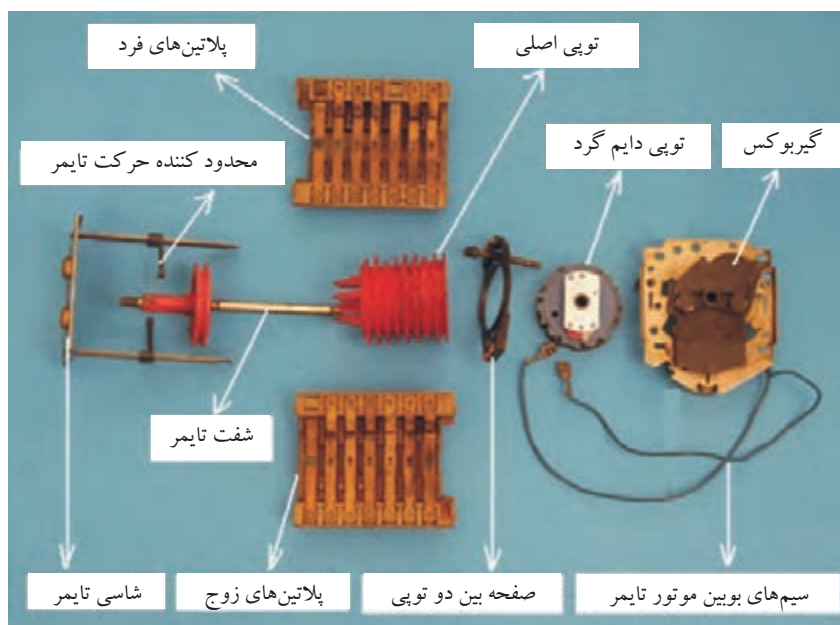 توپی اصلی
پلاتین‌های فرد
گیربوکس
توپی دایم گرد
محدود کننده حرکت تایمر
شفت تایمر
سیم‌های بوبین موتور تایمر
صفحه بین دو توپی
پلاتین‌های زوج
شاسی تایمر